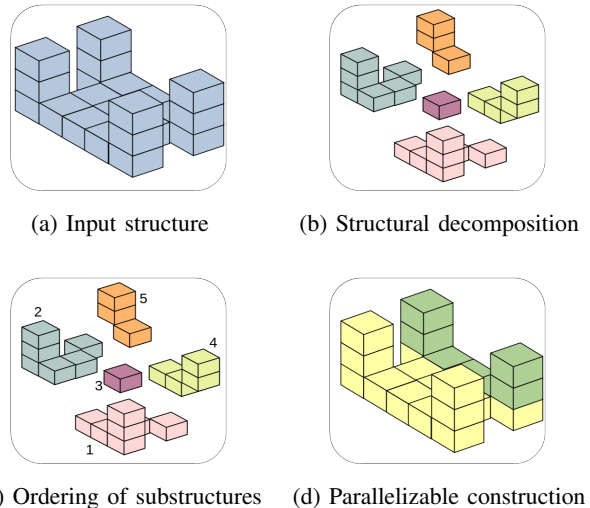 (a) Input structure (b) Structural decomposition
2 5 4 3 1
) Ordering of substructures (d) Parallelizable construction